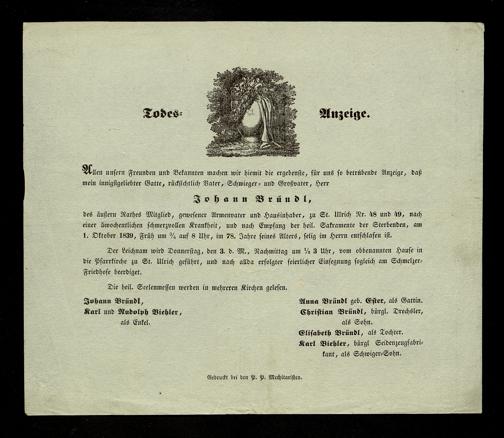 Todes- Anzeige.
Allen unsern Freunden und Bekannten machen wir hiemit die ergebenste, für uns so betrübende Anzeige, daß
mein innigstgeliebter Gatte, rücksichtlich Vater, Schwieger- und Großvater, Herr
Johann Bründl,
des äußern Rathes Mitglied, gewesener Armenvater und Hausinhaber, zu St. Ulrich Nr. 48 und 49, nach
einer schmerzvollen Krankheit, und nach Empfang der heil. Sakramente der Sterbenden, am
1. Oktober 1839, Früh um ¾ auf 8 Uhr, im 78. Jahre seines Alters, selig im Herrn entschlafen ist.
Der Leichnam wird Donnerstag, den 3. d. M., Nachmittag um ½ 3 Uhr, vom obbenannten Hause in
die Pfarrkirche zu St. Ulrich geführt, und nach allda erfolgter feierlicher Einsegnung sogleich am Schmelzer-
Friedhofe beerdiget.
Die heil. Seelenmessen werden in mehreren Kirchen gelesen.
Johann Bründl,
Karl und Rudolph Biehler,
als Enkel.
Anna Bründl geb. Ester, als Gattin.
Christian Bründl, bürgl. Drechsler,
als Sohn.
Elisabeth Bründl, als Tochter.
Karl Biehler, bürgl Seidenzeugfabri-
kant, als Schwiger-Sohn.
Gedruckt bei den P. P. Mechitaristen.